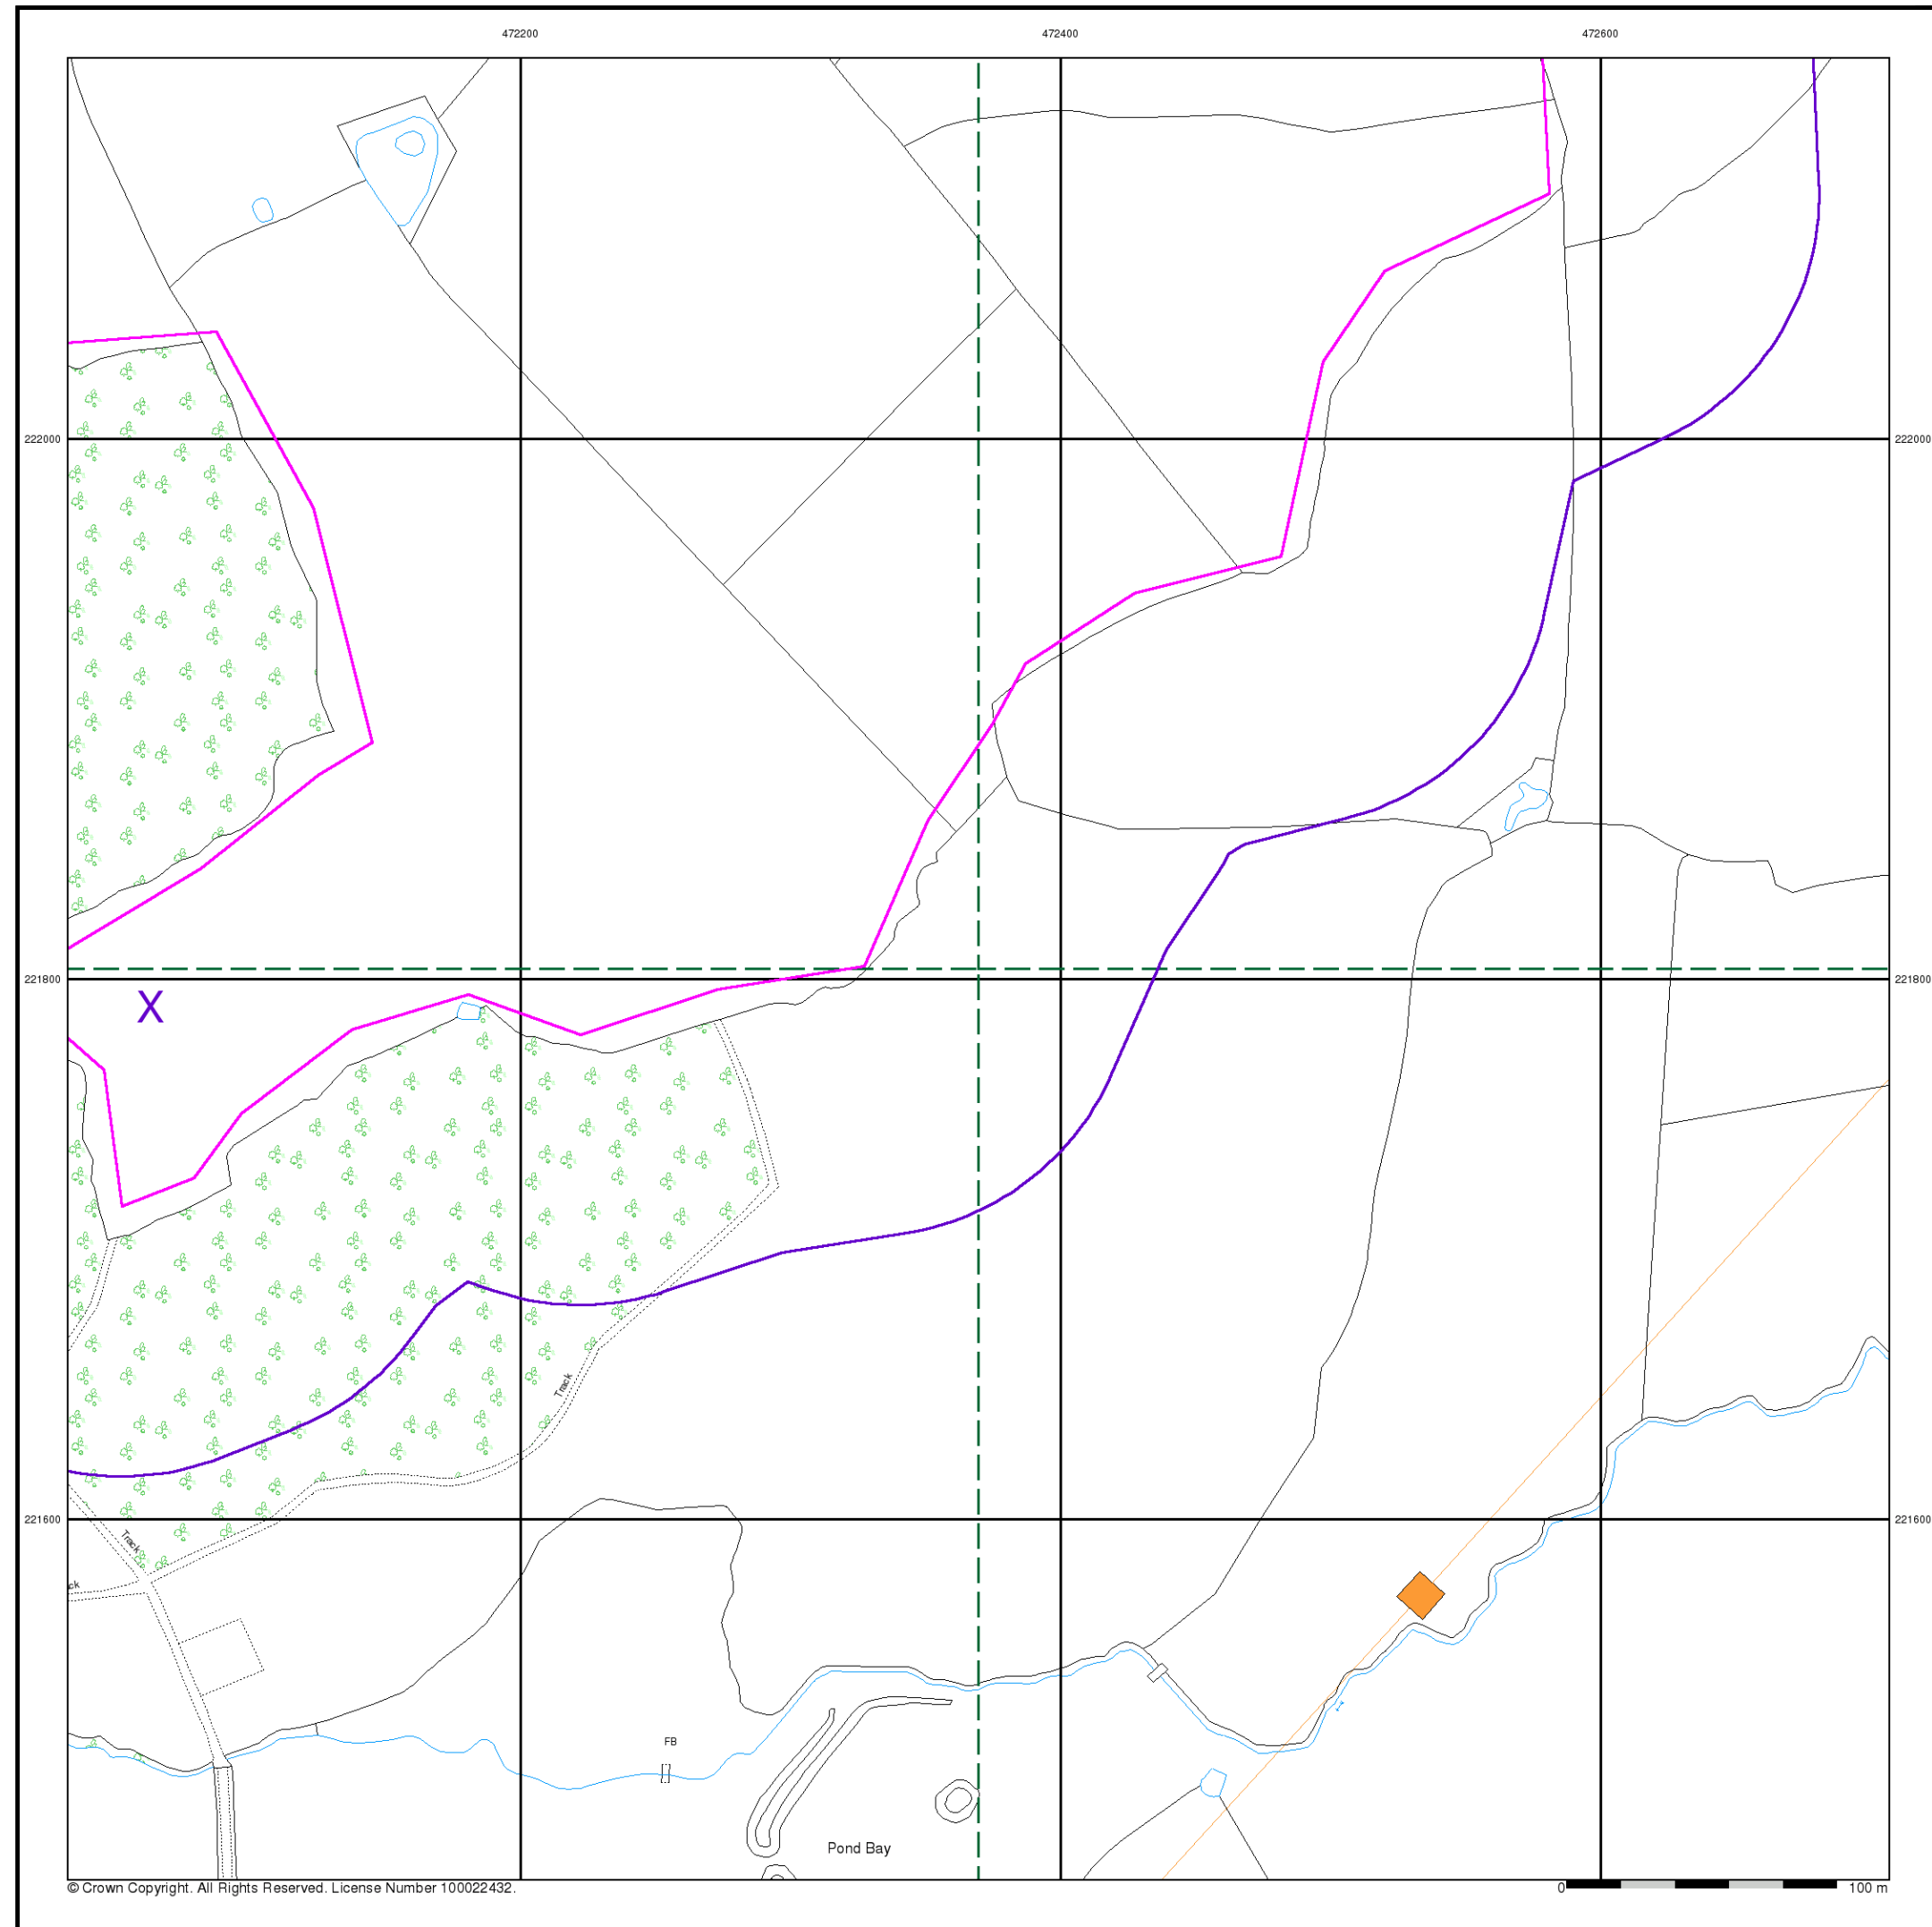 472200 472400 472600
222000 222000
221800 221800
X
Track
221600 221600
Track
ck
FB
Pond Bay
© Crown Copyright. All Rights Reserved. License Number 100022432.
0 100 m